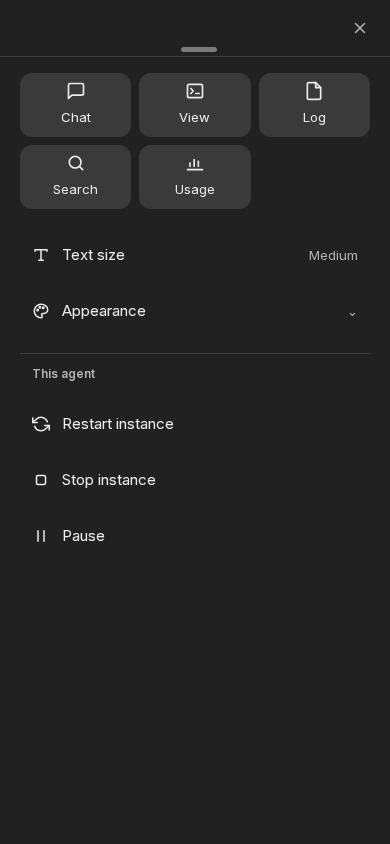 Chat
View
Log
Search
Usage
Text size
Medium
Appearance
This agent
Restart instance
Stop instance
Pause